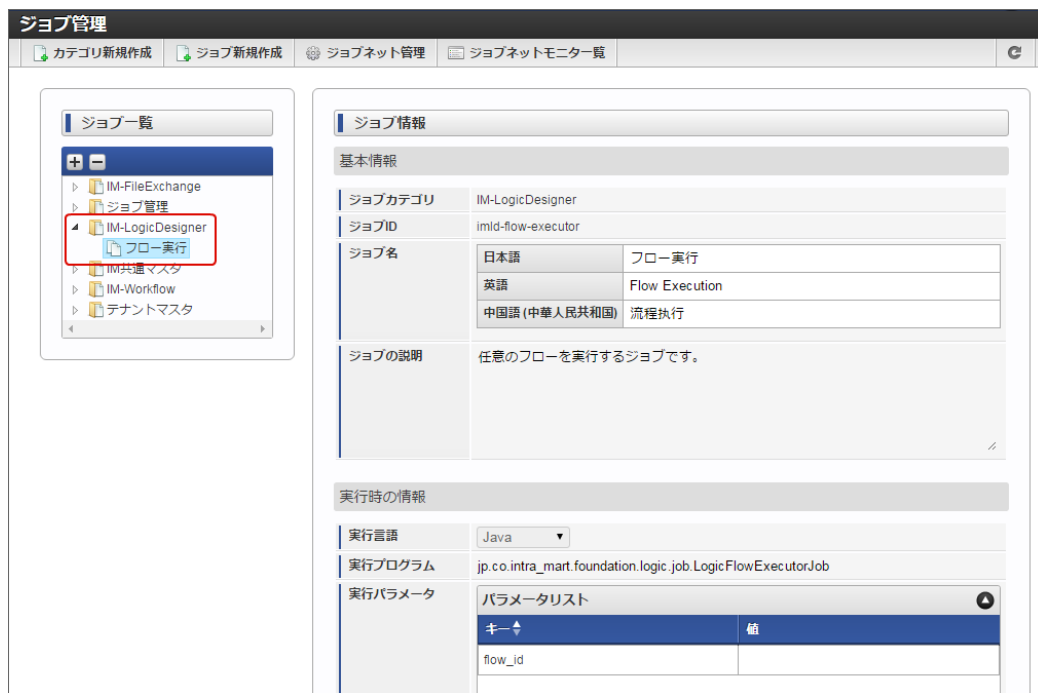 ジョブ管理
カテゴリ新規作成 ジョブ新規作成 ジョブネット管理 ジョブネットモニタ一覧
ジョブ一覧
IM-FileExchange
ジョブ管理
IM-LogicDesigner
フロー実行
IM共通マスタ
IM-Workflow
テナントマスタ
ジョブ情報
基本情報
ジョブカテゴリ IM-LogicDesigner
ジョブID imld-flow-executor
ジョブ名 日本語 フロー実行
英語 Flow Execution
中国語 (中華人民共和国) 流程执行
ジョブの説明 任意のフローを実行するジョブです。
実行時の情報
実行言語 Java
実行プログラム jp.co.intra_mart.foundation.logic.job.LogicFlowExecutorJob
実行パラメータ パラメータリスト
キー 値
flow_id